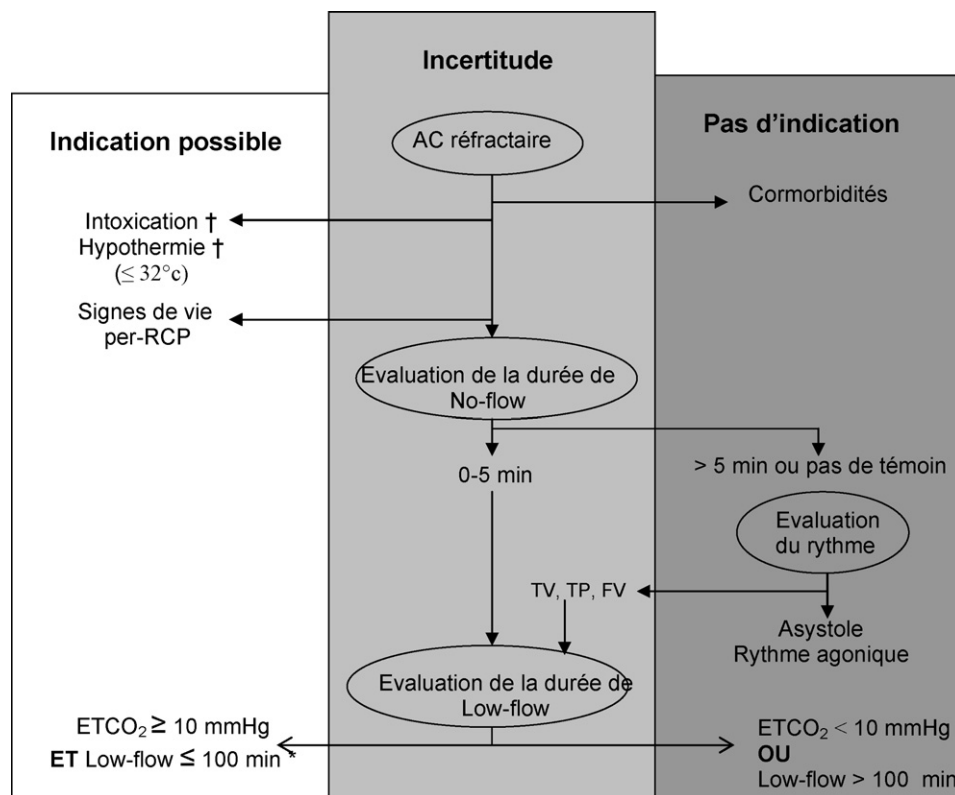 Incertitude
Indication possible
Pas d'indication
AC réfractaire
Cormorbidités
Intoxication †
Hypothermie †
(≤ 32°c)
Signes de vie
per-RCP
Evaluation de la durée de
No-flow
0-5 min
> 5 min ou pas de témoin
Evaluation
du rythme
TV, TP, FV
Asystole
Rythme agonique
Evaluation de la durée de
Low-flow
ETCO₂ ≥ 10 mmHg
ET Low-flow ≤ 100 min *
ETCO₂ < 10 mmHg
OU
Low-flow > 100 min